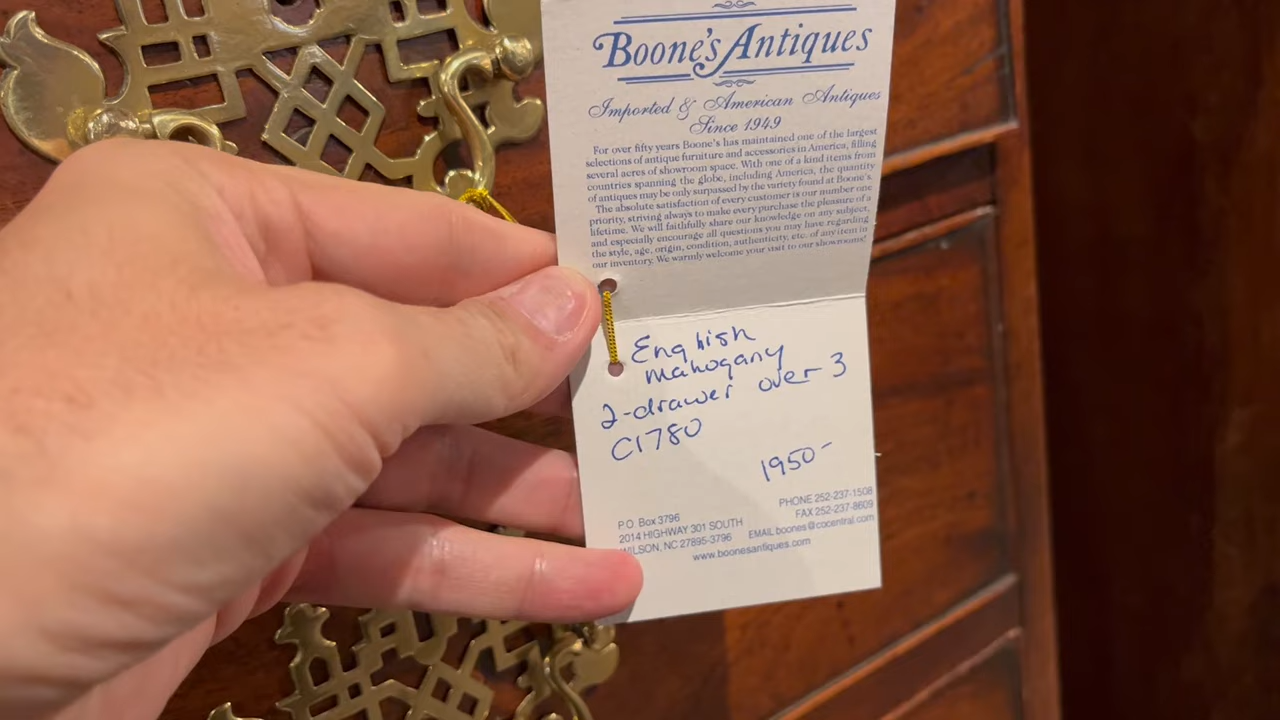 Boone's Antiques
Imported & American Antiques
Since 1949
For over fifty years Boone's has maintained one of the largest
selections of antique furniture and accessories in America, filling
several acres of showroom space. With one of a kind items from
countries spanning the globe, including America, the quantity
of antiques may be only surpassed by the variety found at Boone's.
The absolute satisfaction of every customer is our number one
priority, striving always to make every purchase the pleasure of a
lifetime. We will faithfully share our knowledge on any subject,
and especially encourage all questions you may have regarding
the style, age, origin, condition, authenticity, etc. of any item in
our inventory. We warmly welcome your visit to our showrooms!
English
mahogany
2-drawer over 3
C1780
1950-
P.O. Box 3796
2014 HIGHWAY 301 SOUTH
WILSON, NC 27895-3796
PHONE 252-237-1508
FAX 252-237-8609
EMAIL boones@cocentral.com
www.boonesantiques.com